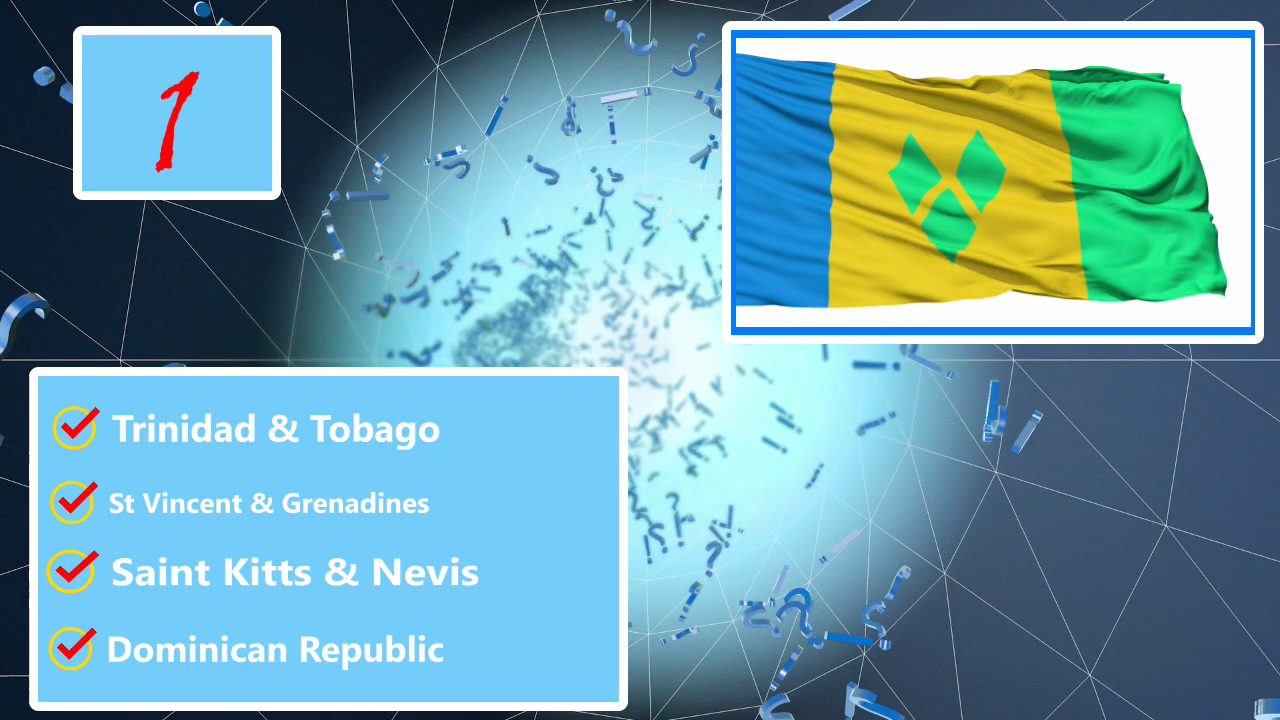 1
Trinidad & Tobago
St Vincent & Grenadines
Saint Kitts & Nevis
Dominican Republic